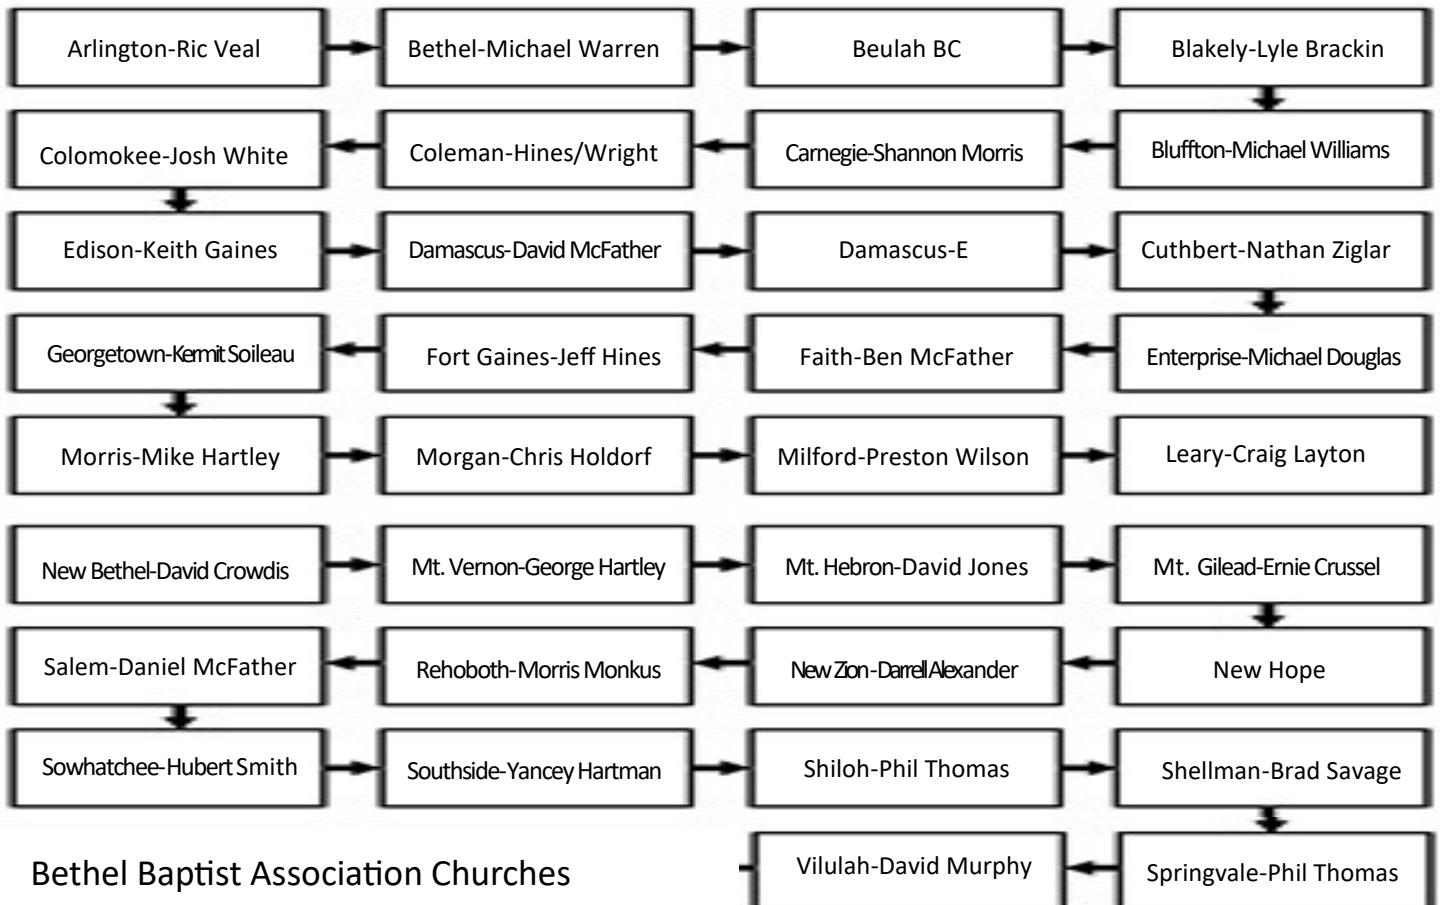 Arlington-Ric Veal
Bethel-Michael Warren
Beulah BC
Blakely-Lyle Brackin
Colomokee-Josh White
Coleman-Hines/Wright
Carnegie-Shannon Morris
Bluffton-Michael Williams
Edison-Keith Gaines
Damascus-David McFather
Damascus-E
Cuthbert-Nathan Ziglar
Georgetown-Kermit Soileau
Fort Gaines-Jeff Hines
Faith-Ben McFather
Enterprise-Michael Douglas
Morris-Mike Hartley
Morgan-Chris Holdorf
Milford-Preston Wilson
Leary-Craig Layton
New Bethel-David Crowdis
Mt. Vernon-George Hartley
Mt. Hebron-David Jones
Mt. Gilead-Ernie Crussel
Salem-Daniel McFather
Rehoboth-Morris Monkus
New Zion-Darrell Alexander
New Hope
Sowhatchee-Hubert Smith
Southside-Yancey Hartman
Shiloh-Phil Thomas
Shellman-Brad Savage
Bethel Baptist Association Churches
Vilulah-David Murphy
Springvale-Phil Thomas